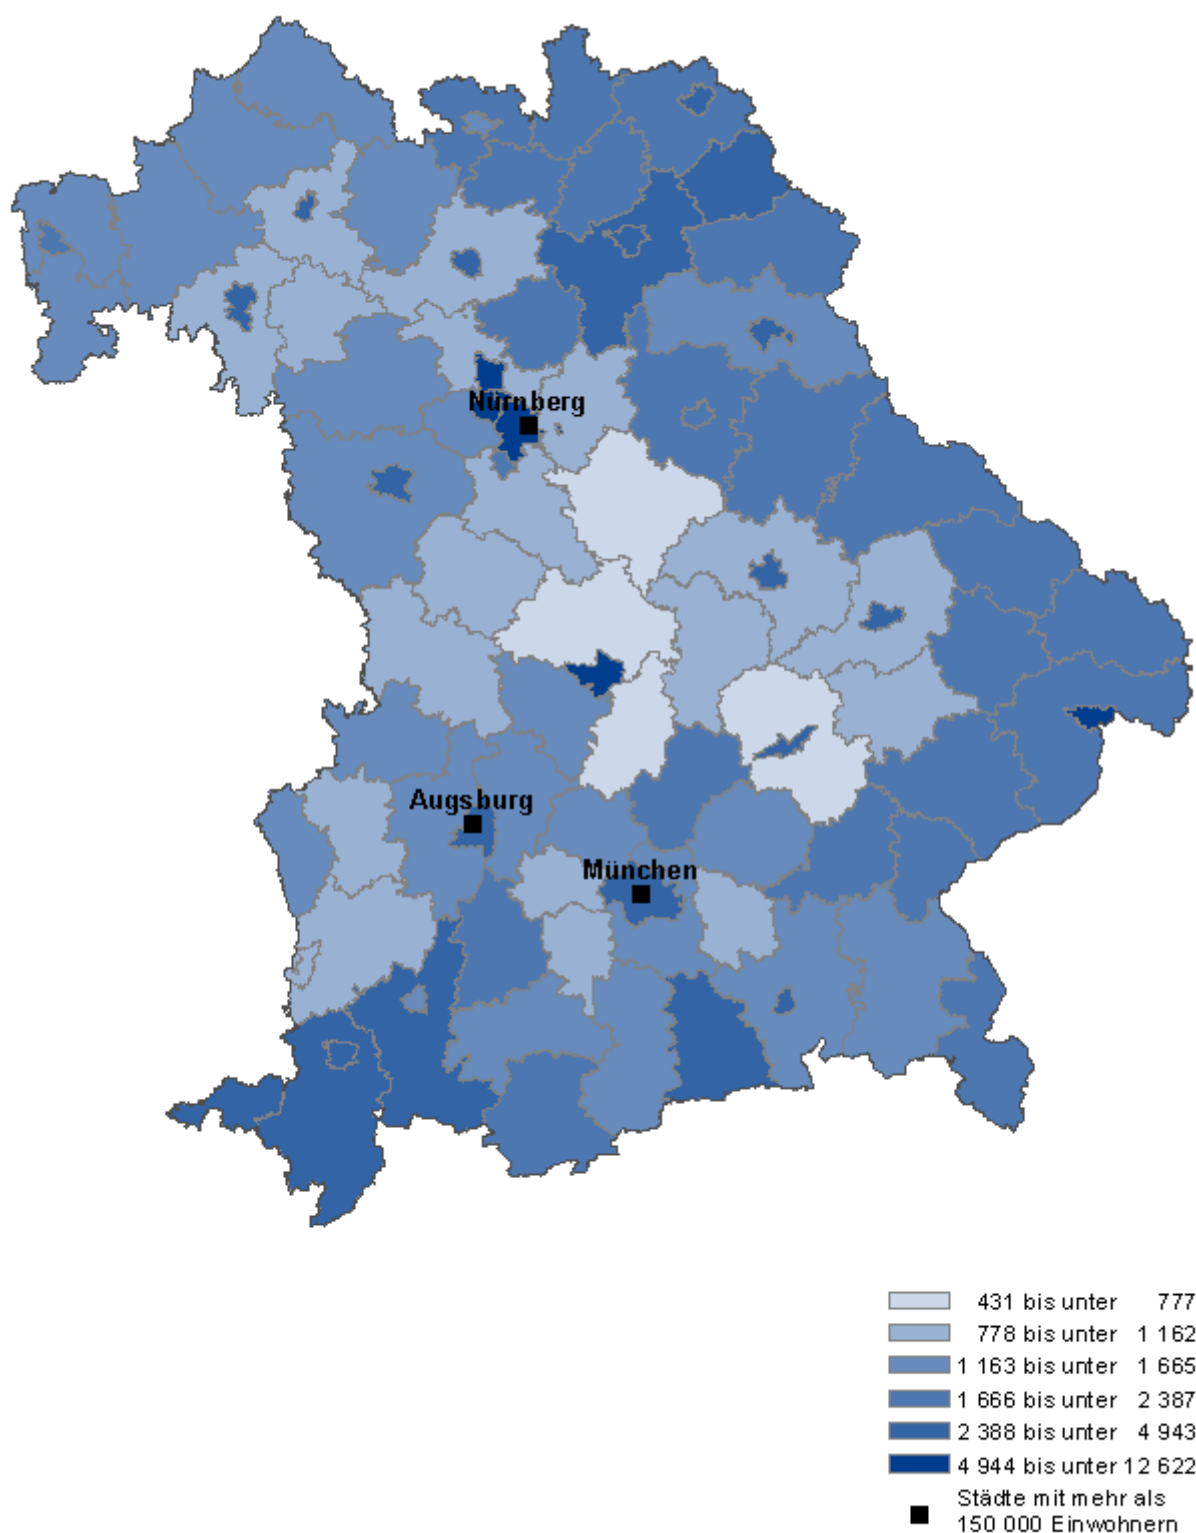 Nürnberg
Augsburg
München
431 bis unter 777
778 bis unter 1 162
1 163 bis unter 1 665
1 666 bis unter 2 387
2 388 bis unter 4 943
4 944 bis unter 12 622
Städte mit mehr als
150 000 Einwohnern